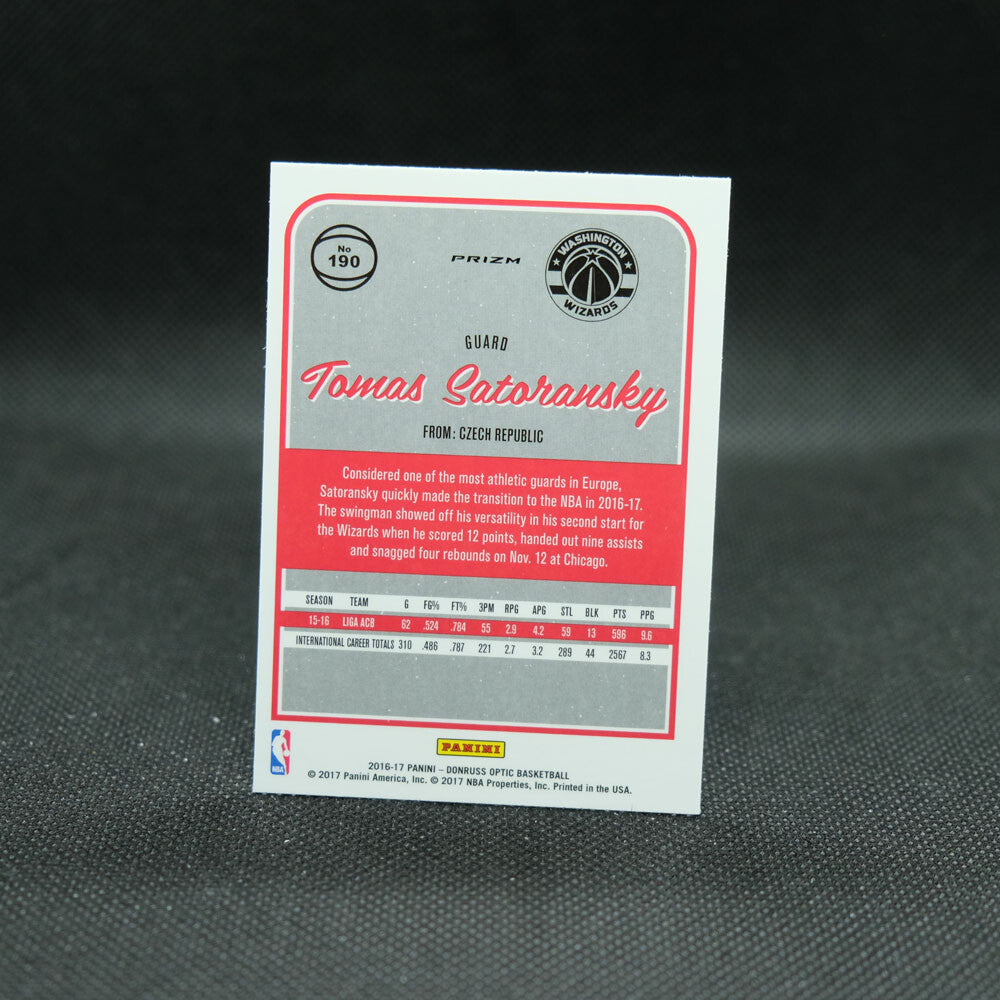 No
190
PRIZM
WASHINGTON
WIZARDS
GUARD
Tomas Satoransky
FROM: CZECH REPUBLIC
Considered one of the most athletic guards in Europe,
Satoransky quickly made the transition to the NBA in 2016-17.
The swingman showed off his versatility in his second start for
the Wizards when he scored 12 points, handed out nine assists
and snagged four rebounds on Nov. 12 at Chicago.
SEASON TEAM G FG% FT% 3PM RPG APG STL BLK PTS PPG
15-16 LIGA ACB 62 .524 .784 55 2.9 4.2 59 13 596 9.6
INTERNATIONAL CAREER TOTALS 310 .486 .787 221 2.7 3.2 289 44 2567 8.3
PANINI
NBA
2016-17 PANINI – DONRUSS OPTIC BASKETBALL
© 2017 Panini America, Inc. © 2017 NBA Properties, Inc. Printed in the USA.